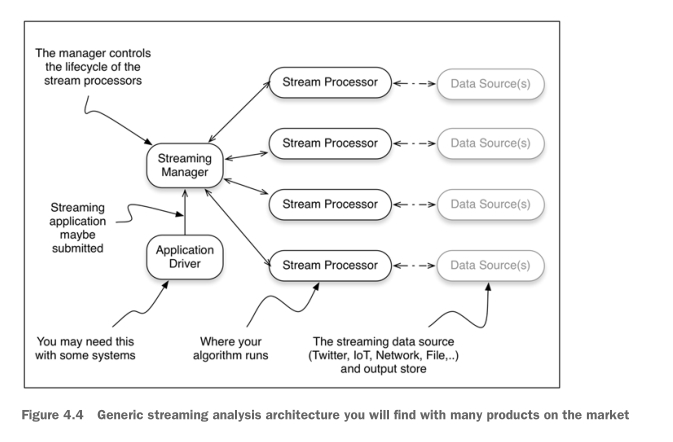 The manager controls
the lifecycle of the
stream processors
Stream Processor
Data Source(s)
Stream Processor
Data Source(s)
Streaming
Manager
Stream Processor
Data Source(s)
Streaming
application
maybe
submitted
Application
Driver
Stream Processor
Data Source(s)
You may need this
with some systems
Where your
algorithm runs
The streaming data source
(Twitter, IoT, Network, File,..)
and output store
Figure 4.4 Generic streaming analysis architecture you will find with many products on the market